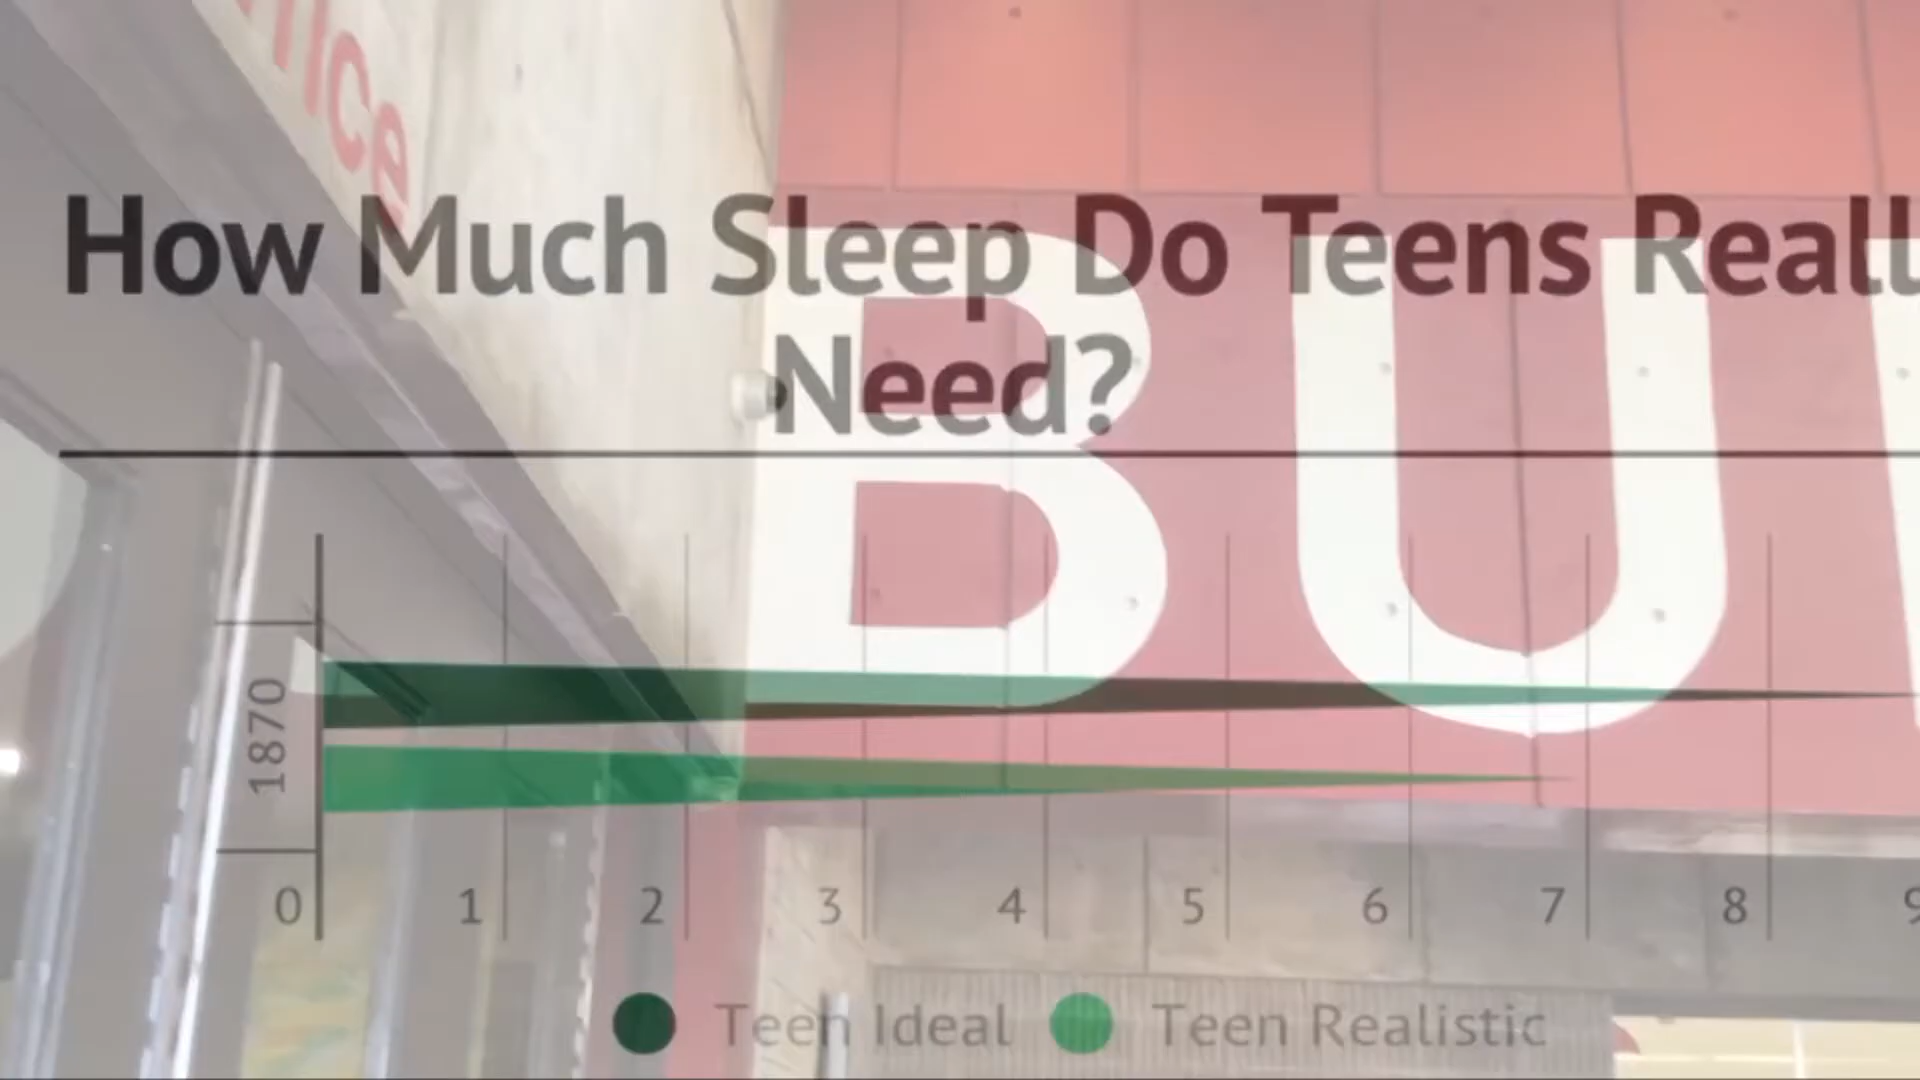 How Much Sleep Do Teens Reall
Need?
BU
1870
0 1 2 3 4 5 6 7 8 9
Teen Ideal Teen Realistic